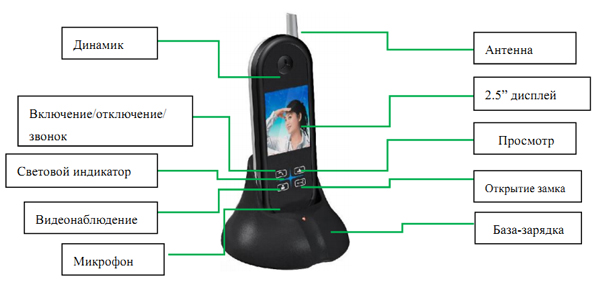 Динамик
Включение/отключение/
звонок
Световой индикатор
Видеонаблюдение
Микрофон
Антенна
2.5” дисплей
Просмотр
Открытие замка
База-зарядка